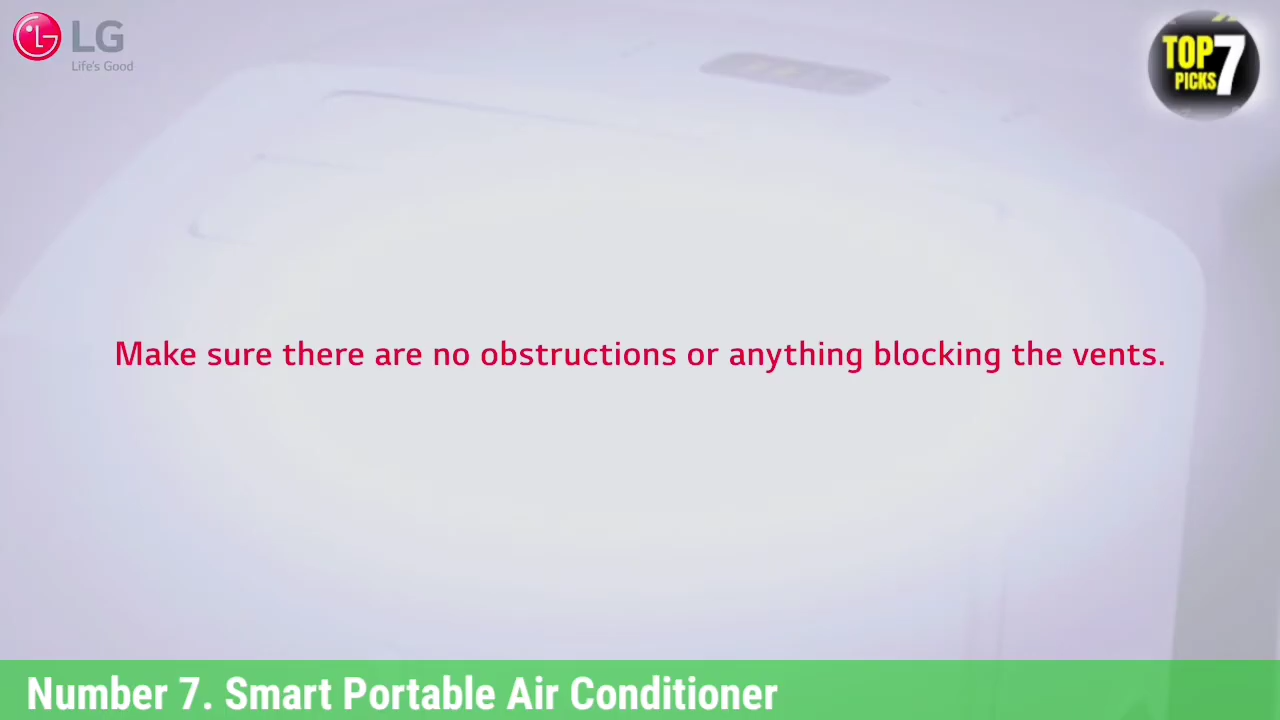 LG
Life's Good
TOP 7
PICKS
Make sure there are no obstructions or anything blocking the vents.
Number 7. Smart Portable Air Conditioner